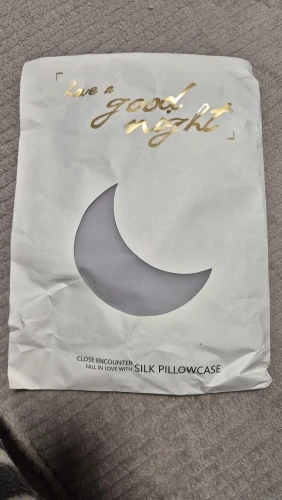 「have a
good
night」
CLOSE ENCOUNTER
FALL IN LOVE WITH SILK PILLOWCASE